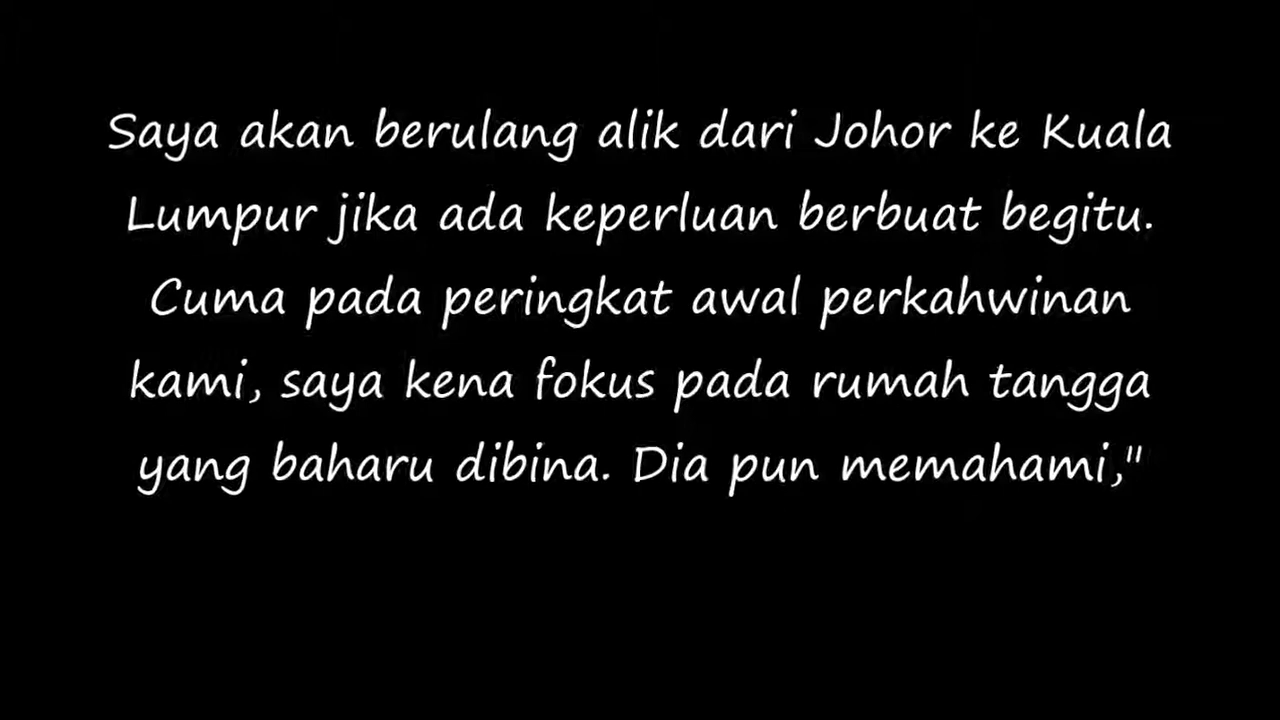 Saya akan berulang alik dari Johor ke Kuala
Lumpur jika ada keperluan berbuat begitu.
Cuma pada peringkat awal perkahwinan
kami, saya kena fokus pada rumah tangga
yang baharu dibina. Dia pun memahami,"